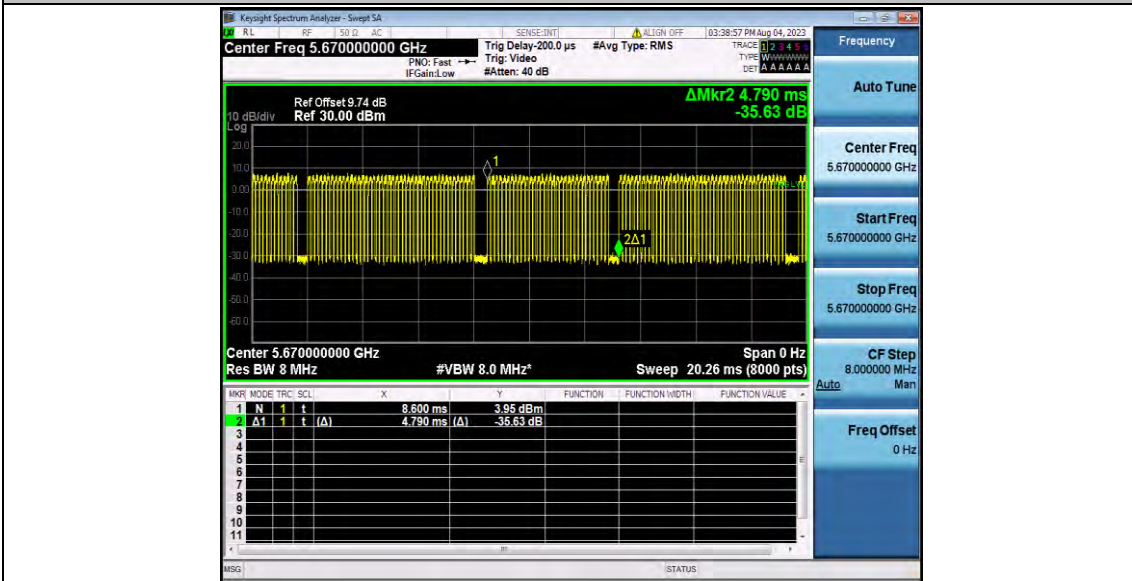 Keysight Spectrum Analyzer - Swept SA
RL RF 50 Ω AC SENSE:INT ALIGN OFF 03:38:57 PM Aug 04, 2023
Center Freq 5.670000000 GHz
PNO: Fast
IFGain:Low
Trig Delay-200.0 µs
Trig: Video
#Atten: 40 dB
#Avg Type: RMS
TRACE 1 2 3 4 5 6
TYPE W
DET A A A A A A
ΔMkr2 4.790 ms
-35.63 dB
Ref Offset 9.74 dB
10 dB/div Ref 30.00 dBm
Log
20.0
10.0
0.00
-10.0
-20.0
-30.0
-40.0
-50.0
-60.0
1
2Δ1
Center 5.670000000 GHz Span 0 Hz
Res BW 8 MHz #VBW 8.0 MHz* Sweep 20.26 ms (8000 pts)
MKR MODE TRC SCL X Y FUNCTION FUNCTION WIDTH FUNCTION VALUE
1 N 1 t 8.600 ms 3.95 dBm
2 Δ1 1 t (Δ) 4.790 ms (Δ) -35.63 dB
3
4
5
6
7
8
9
10
11
MSG STATUS
Frequency
Auto Tune
Center Freq
5.670000000 GHz
Start Freq
5.670000000 GHz
Stop Freq
5.670000000 GHz
CF Step
8.000000 MHz
Auto Man
Freq Offset
0 Hz